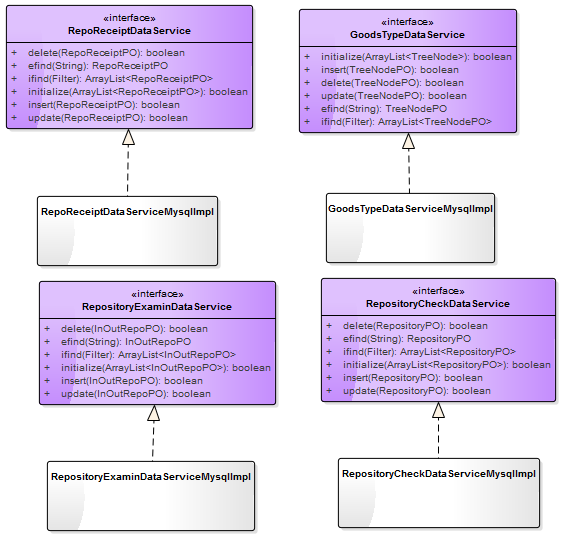 «interface»
RepoReceiptDataService
+ delete(RepoReceiptPO): boolean
+ efind(String): RepoReceiptPO
+ ifind(Filter): ArrayList<RepoReceiptPO>
+ initialize(ArrayList<RepoReceiptPO>): boolean
+ insert(RepoReceiptPO): boolean
+ update(RepoReceiptPO): boolean
«interface»
GoodsTypeDataService
+ initialize(ArrayList<TreeNode>): boolean
+ insert(TreeNodePO): boolean
+ delete(TreeNodePO): boolean
+ update(TreeNodePO): boolean
+ efind(String): TreeNodePO
+ ifind(Filter): ArrayList<TreeNodePO>
RepoReceiptDataServiceMysqlImpl
GoodsTypeDataServiceMysqlImpl
«interface»
RepositoryExaminDataService
+ delete(InOutRepoPO): boolean
+ efind(String): InOutRepoPO
+ ifind(Filter): ArrayList<InOutRepoPO>
+ initialize(ArrayList<InOutRepoPO>): boolean
+ insert(InOutRepoPO): boolean
+ update(InOutRepoPO): boolean
«interface»
RepositoryCheckDataService
+ delete(RepositoryPO): boolean
+ efind(String): RepositoryPO
+ ifind(Filter): ArrayList<RepositoryPO>
+ initialize(ArrayList<RepositoryPO>): boolean
+ insert(RepositoryPO): boolean
+ update(RepositoryPO): boolean
RepositoryExaminDataServiceMysqlImpl
RepositoryCheckDataServiceMysqlImpl